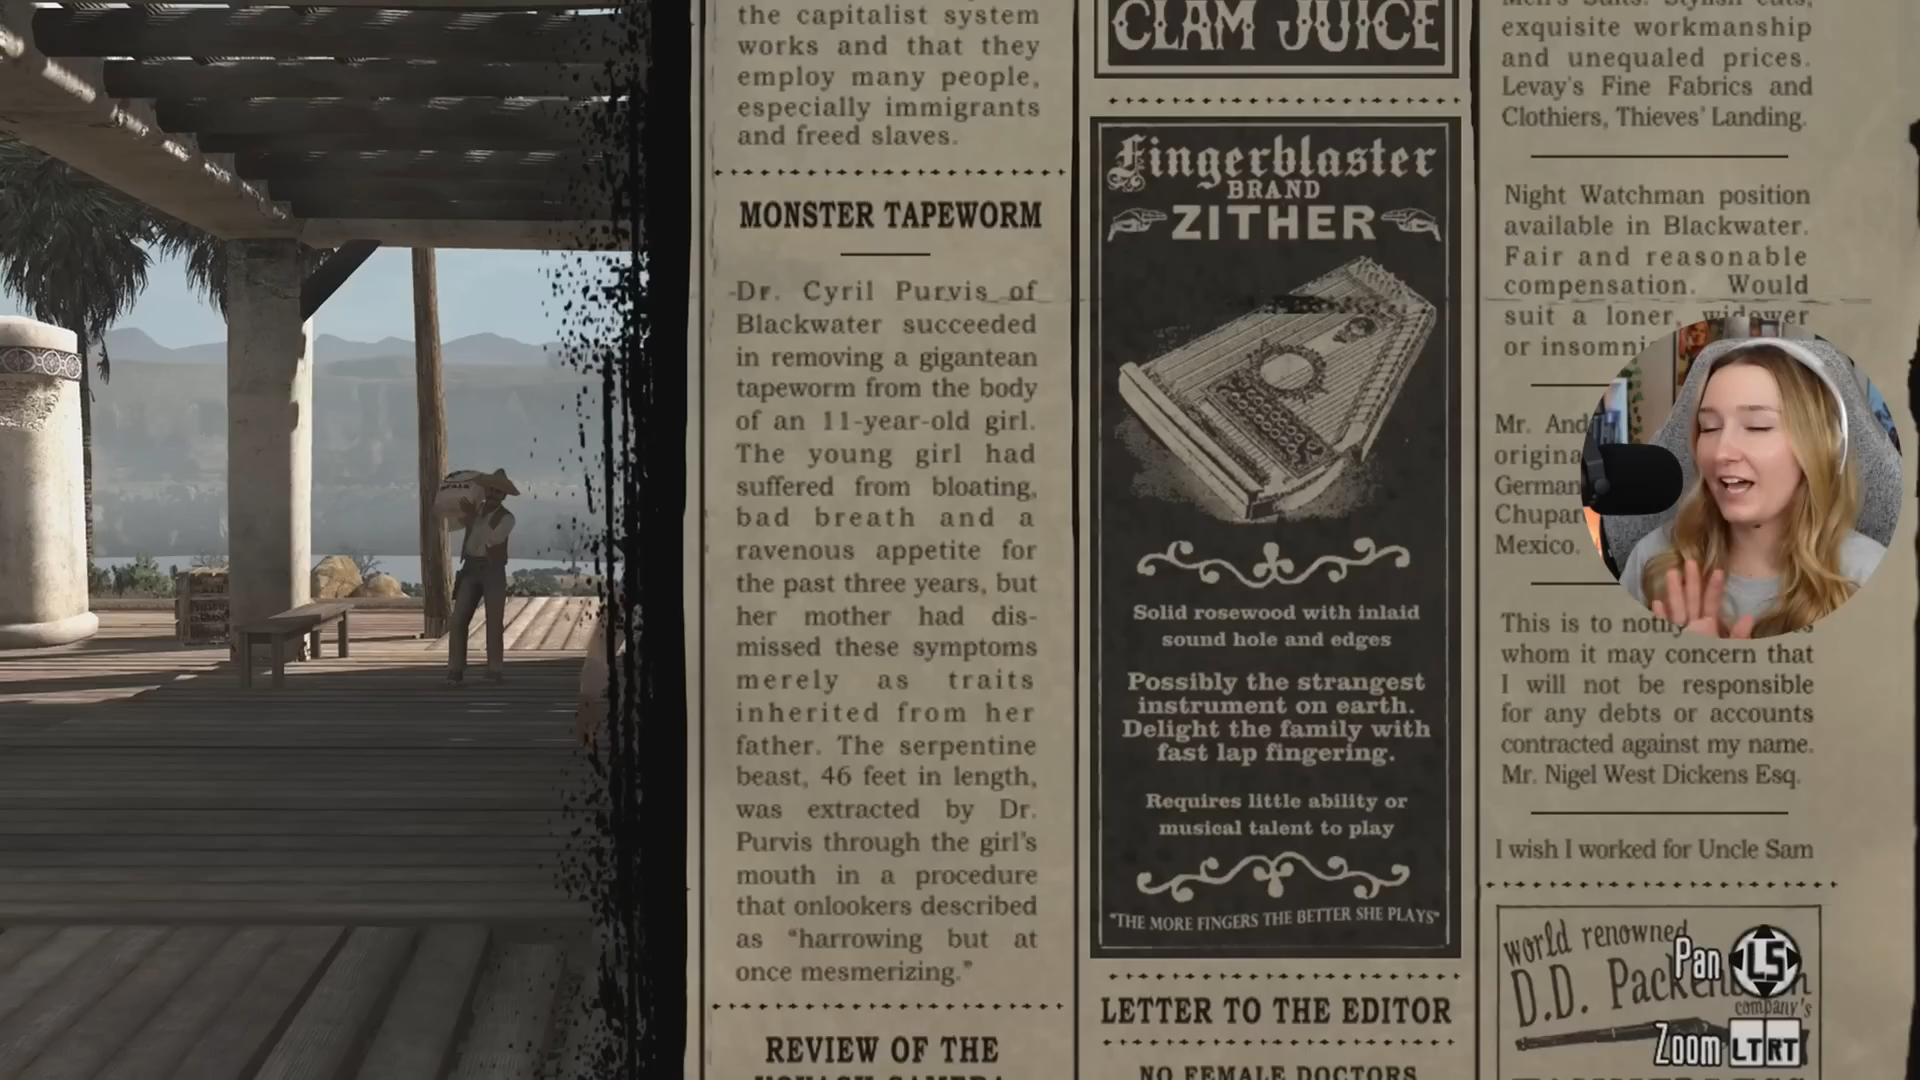 the capitalist system
works and that they
employ many people,
especially immigrants
and freed slaves.
MONSTER TAPEWORM
Dr. Cyril Purvis of
Blackwater succeeded
in removing a gigantean
tapeworm from the body
of an 11-year-old girl.
The young girl had
suffered from bloating,
bad breath and a
ravenous appetite for
the past three years, but
her mother had dis-
missed these symptoms
merely as traits
inherited from her
father. The serpentine
beast, 46 feet in length,
was extracted by Dr.
Purvis through the girl's
mouth in a procedure
that onlookers described
as "harrowing but at
once mesmerizing."
REVIEW OF THE
CLAM JUICE
Fingerblaster
BRAND
ZITHER
Solid rosewood with inlaid
sound hole and edges
Possibly the strangest
instrument on earth.
Delight the family with
fast lap fingering.
Requires little ability or
musical talent to play
"THE MORE FINGERS THE BETTER SHE PLAYS"
LETTER TO THE EDITOR
NO FEMALE DOCTORS
Men's Suits. Stylish cuts,
exquisite workmanship
and unequaled prices.
Levay's Fine Fabrics and
Clothiers, Thieves' Landing.
Night Watchman position
available in Blackwater.
Fair and reasonable
compensation. Would
suit a loner, widower
or
Mr.
German
Mexico.
This is to notify
whom it may concern that
I will not be responsible
for any debts or accounts
contracted against my name.
Mr. Nigel West Dickens Esq.
I wish I worked for Uncle Sam
world renowned
D.D.
company's
Pan LS
Zoom LT RT